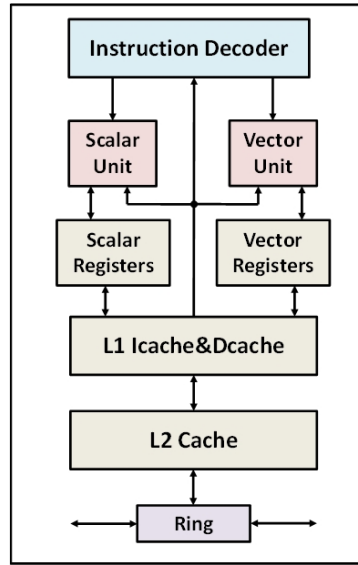 Instruction Decoder
Scalar
Unit
Vector
Unit
Scalar
Registers
Vector
Registers
L1 Icache&Dcache
L2 Cache
Ring